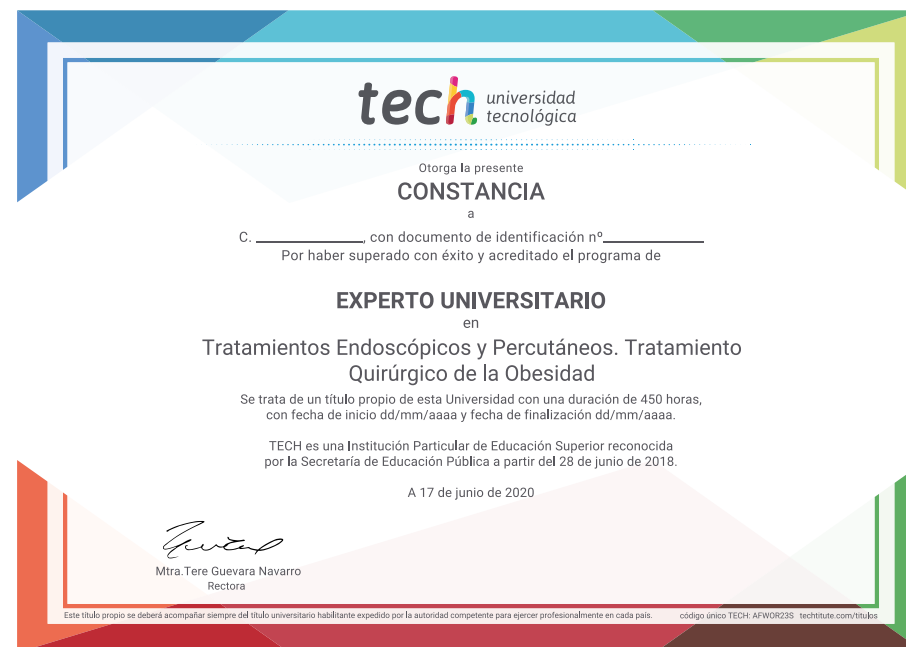 tech universidad
tecnológica
Otorga la presente
CONSTANCIA
a
C. ______________, con documento de identificación nº_____________
Por haber superado con éxito y acreditado el programa de
EXPERTO UNIVERSITARIO
en
Tratamientos Endoscópicos y Percutáneos. Tratamiento
Quirúrgico de la Obesidad
Se trata de un título propio de esta Universidad con una duración de 450 horas,
con fecha de inicio dd/mm/aaaa y fecha de finalización dd/mm/aaaa.
TECH es una Institución Particular de Educación Superior reconocida
por la Secretaría de Educación Pública a partir del 28 de junio de 2018.
A 17 de junio de 2020
Mtra.Tere Guevara Navarro
Rectora
Este título propio se deberá acompañar siempre del título universitario habilitante expedido por la autoridad competente para ejercer profesionalmente en cada país. código único TECH: AFWOR23S techtitute.com/titulos